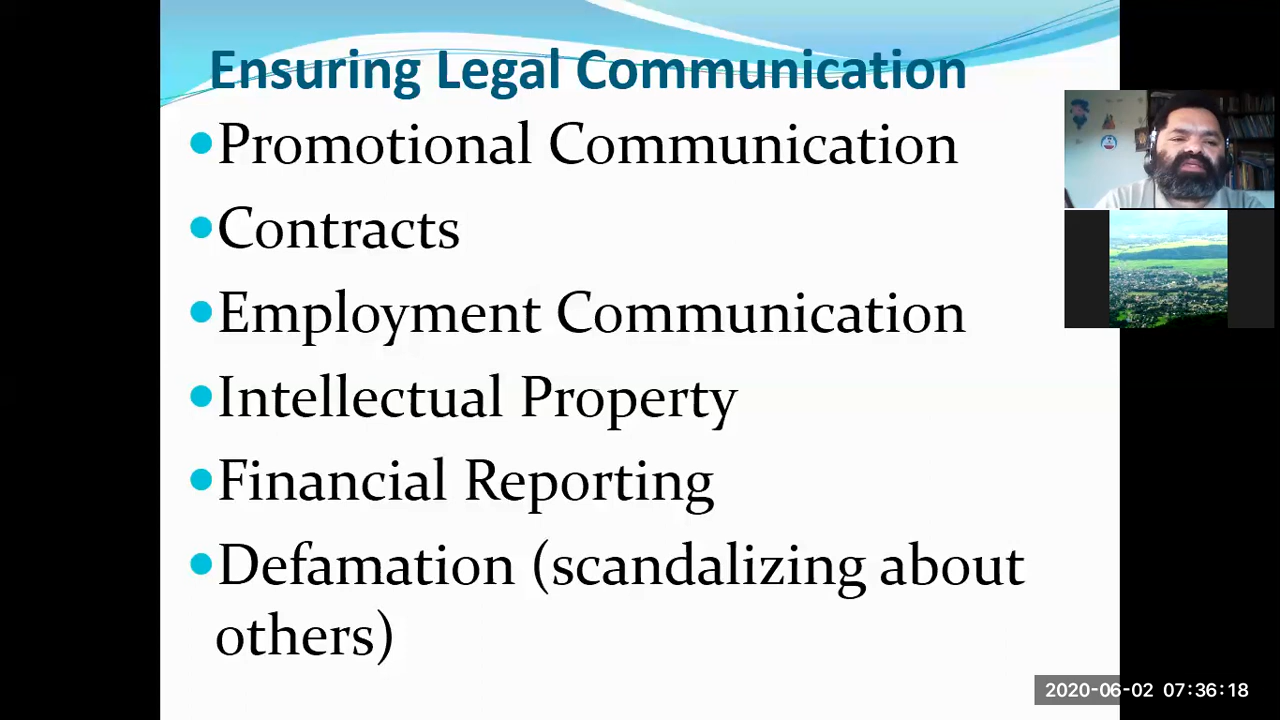 Ensuring Legal Communication
•Promotional Communication
•Contracts
•Employment Communication
•Intellectual Property
•Financial Reporting
•Defamation (scandalizing about
others)
2020-06-02 07:36:18